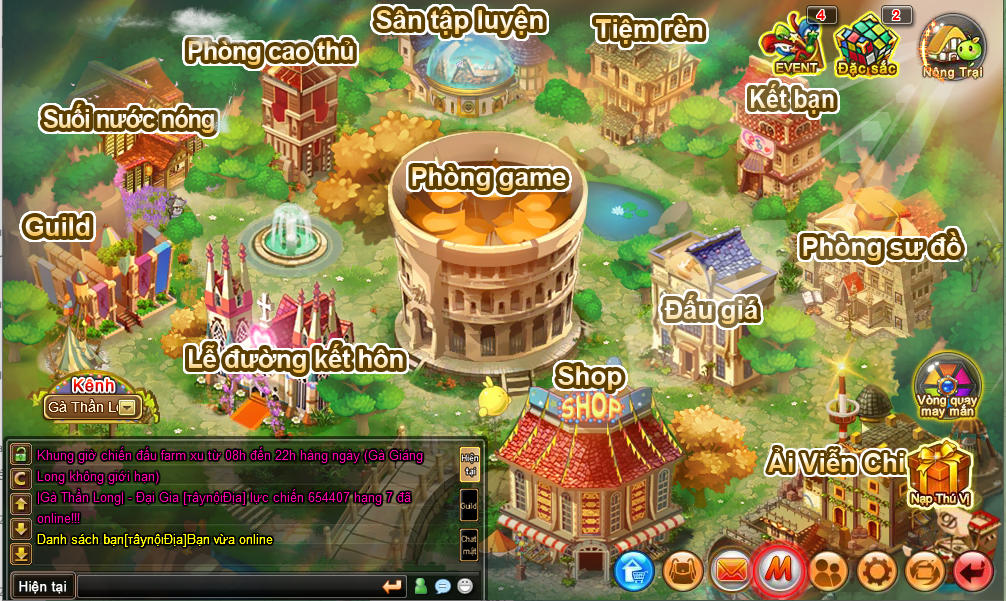 Sân tập luyện
Tiệm rèn
4
2
Phòng cao thủ
EVENT
Đặc sắc
Nông Trại
Kết bạn
Suối nước nóng
Phòng game
Guild
Phòng sư đồ
Đấu giá
Lễ đường kết hôn
Shop
SHOP
Kênh
Gà Thần L
Vòng quay
may mắn
Ải Viễn Chi
Nạp Thú Vị
Khung giờ chiến đấu farm xu từ 08h đến 22h hàng ngày (Gà Giáng
Long không giới hạn)
[Gà Thần Long] - Đại Gia [тâynộiĐịa] lực chiến 654407 hạng 7 đã
online!!!
Danh sách bạn[тâynộiĐịa]Bạn vừa online
Hiện
tại
Guild
Chat
mật
Hiện tại
M